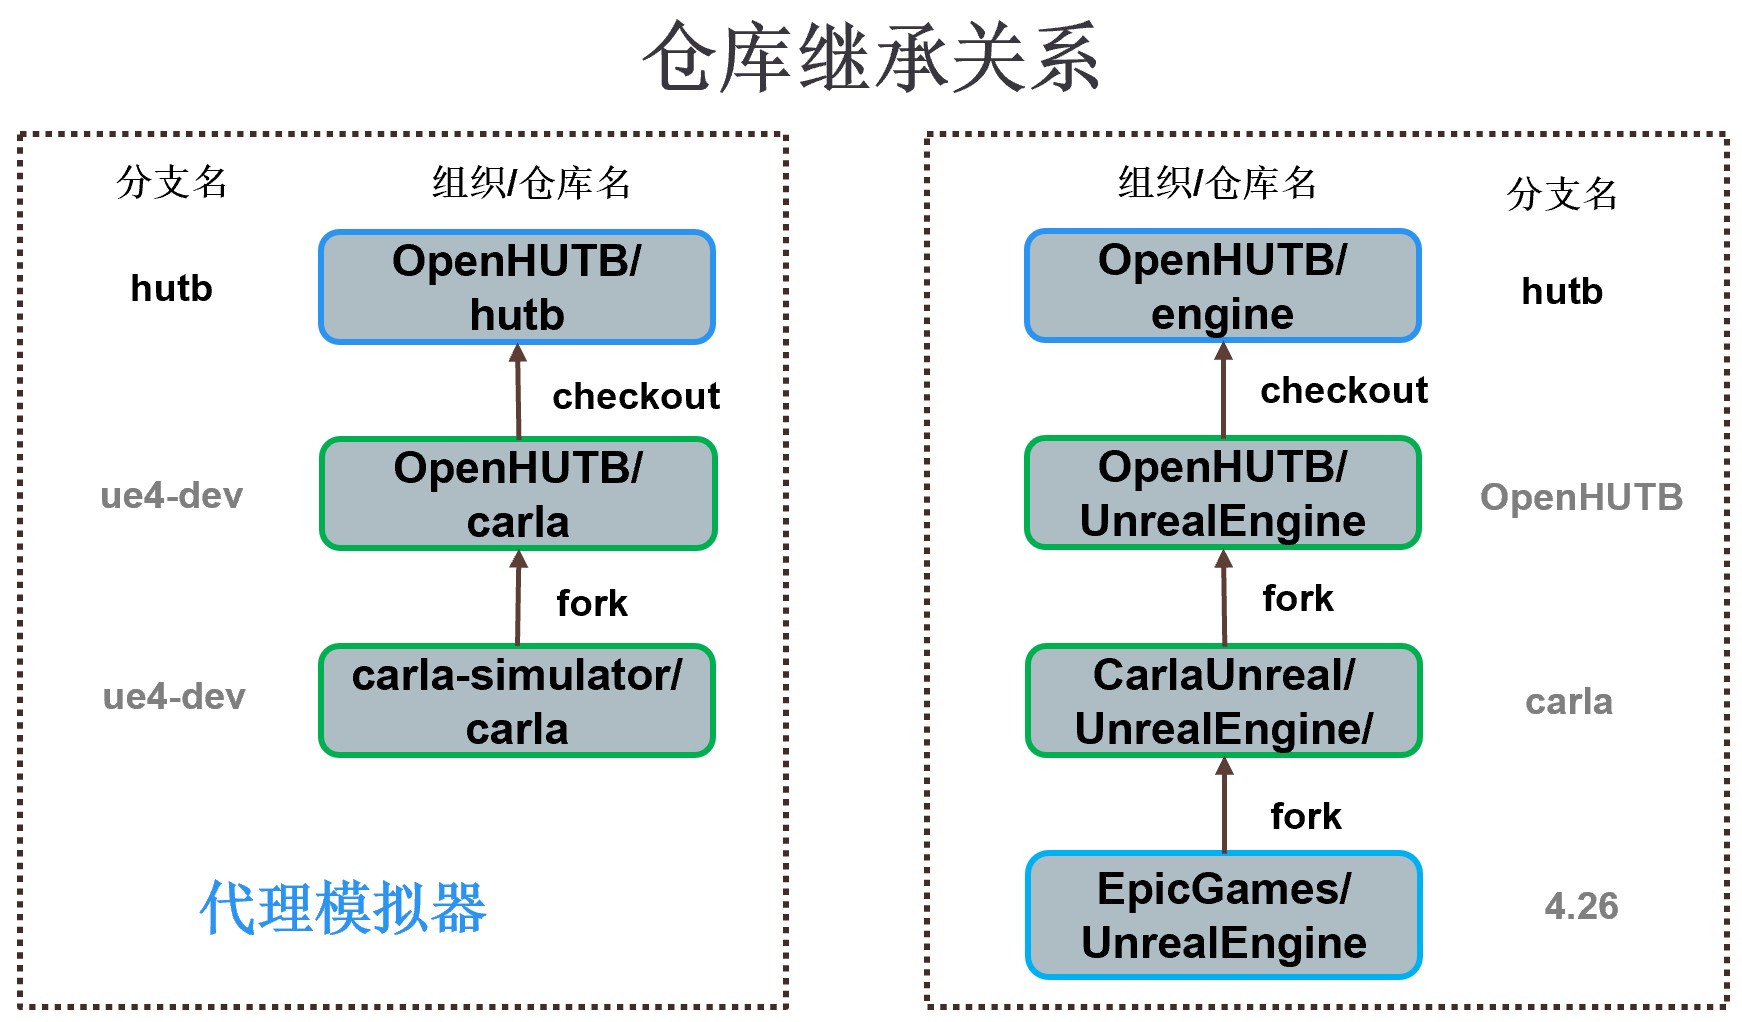 仓库继承关系
分支名
组织/仓库名
hutb
OpenHUTB/
hutb
checkout
ue4-dev
OpenHUTB/
carla
fork
ue4-dev
carla-simulator/
carla
代理模拟器
组织/仓库名
分支名
OpenHUTB/
engine
hutb
checkout
OpenHUTB/
UnrealEngine
OpenHUTB
fork
CarlaUnreal/
UnrealEngine/
carla
fork
EpicGames/
UnrealEngine
4.26